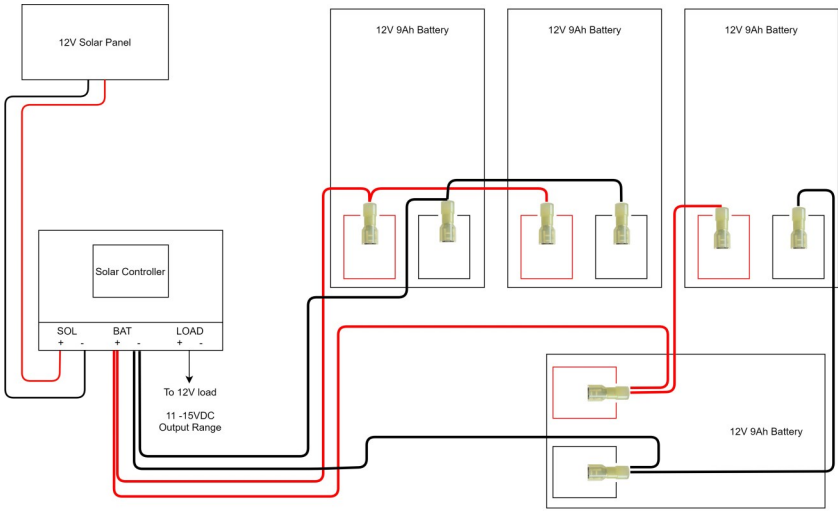 12V Solar Panel
12V 9Ah Battery
12V 9Ah Battery
12V 9Ah Battery
Solar Controller
SOL BAT LOAD
+ - + - + -
To 12V load
11 -15VDC
Output Range
12V 9Ah Battery